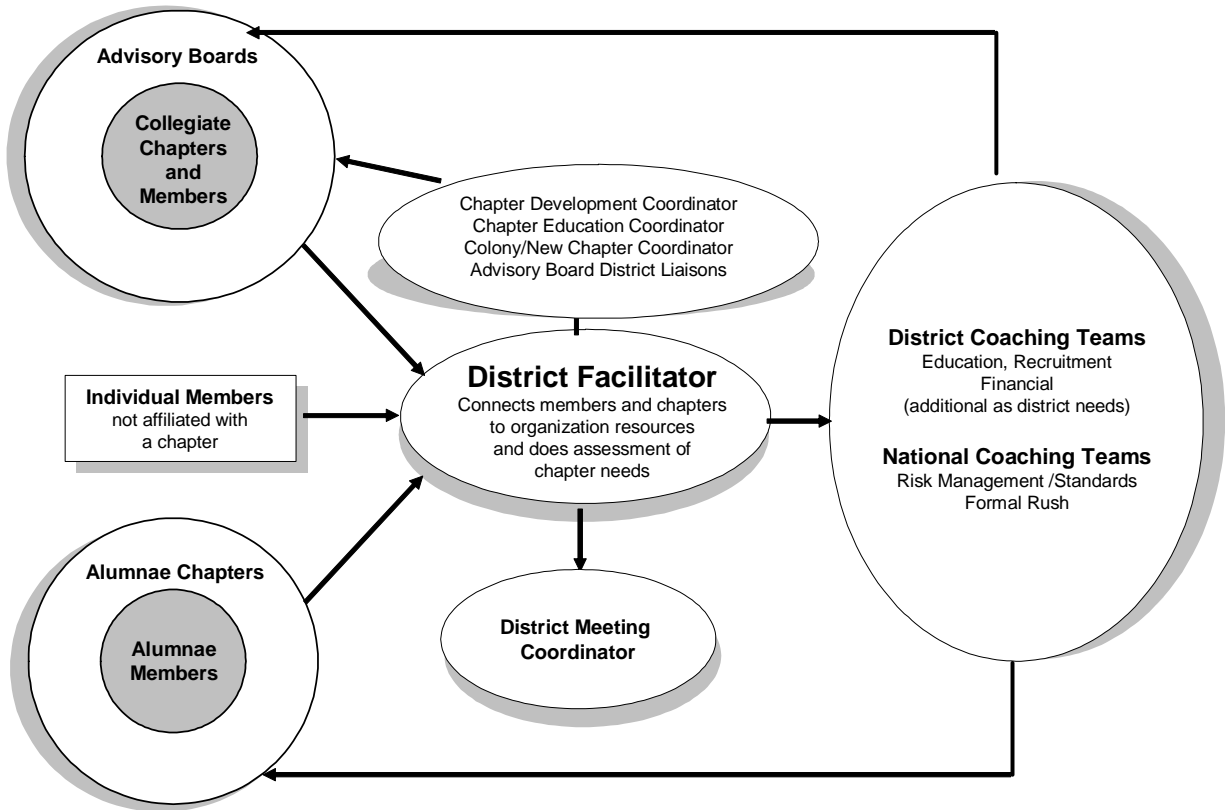 Advisory Boards
Collegiate
Chapters
and
Members
Chapter Development Coordinator
Chapter Education Coordinator
Colony/New Chapter Coordinator
Advisory Board District Liaisons
Individual Members
not affiliated with
a chapter
District Facilitator
Connects members and chapters
to organization resources
and does assessment of
chapter needs
District Coaching Teams
Education, Recruitment
Financial
(additional as district needs)
National Coaching Teams
Risk Management /Standards
Formal Rush
Alumnae Chapters
Alumnae
Members
District Meeting
Coordinator